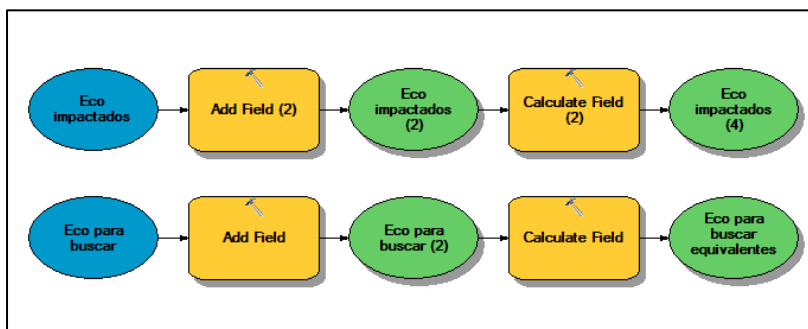 Eco
impactados
Add Field (2)
Eco
impactados
(2)
Calculate Field
(2)
Eco
impactados
(4)
Eco para
buscar
Add Field
Eco para
buscar (2)
Calculate Field
Eco para
buscar
equivalentes